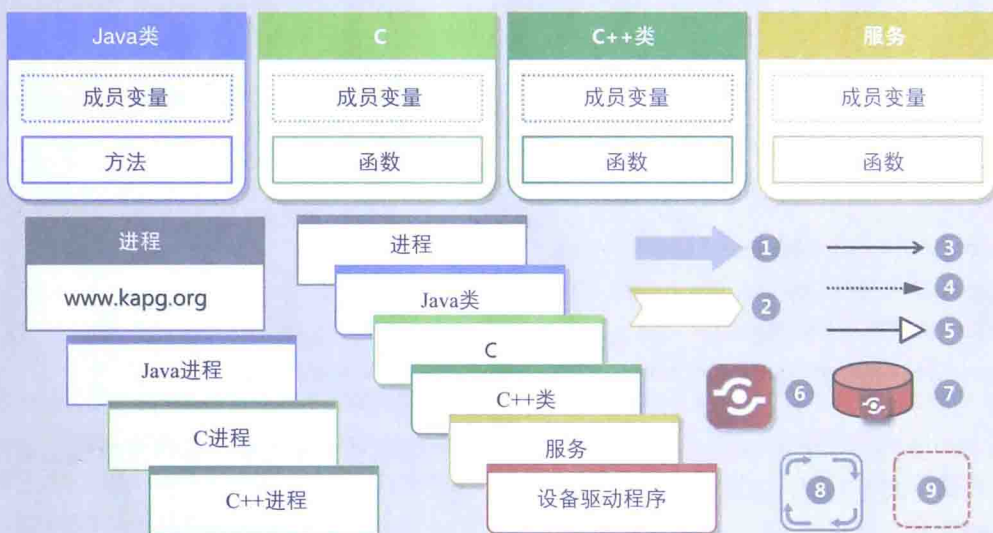 Java类 C C++类 服务
成员变量 成员变量 成员变量 成员变量
方法 函数 函数 函数
进程
www.kapg.org
Java进程
C进程
C++进程
进程
Java类
C
C++类
服务
设备驱动程序
1 3
2 4
5
6 7
8 9